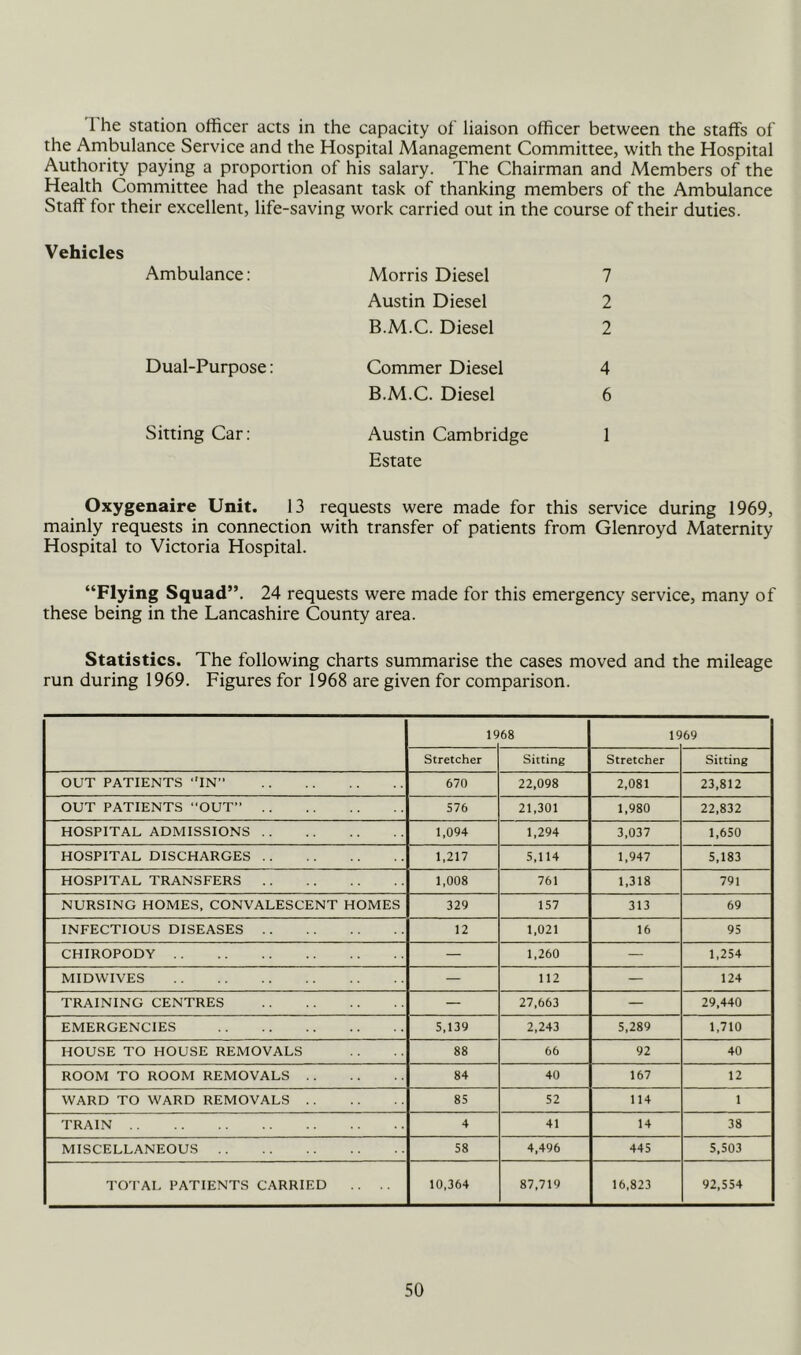 The station officer acts in the capacity of liaison officer between the staffs of
the Ambulance Service and the Hospital Management Committee, with the Hospital
Authority paying a proportion of his salary. The Chairman and Members of the
Health Committee had the pleasant task of thanking members of the Ambulance
Staff for their excellent, life-saving work carried out in the course of their duties.
Vehicles
Ambulance: Morris Diesel 7
Austin Diesel 2
B.M.C. Diesel 2
Dual-Purpose: Commer Diesel 4
B.M.C. Diesel 6
Sitting Car: Austin Cambridge 1
Estate
Oxygenaire Unit. 13 requests were made for this service during 1969,
mainly requests in connection with transfer of patients from Glenroyd Maternity
Hospital to Victoria Hospital.
“Flying Squad”. 24 requests were made for this emergency service, many of
these being in the Lancashire County area.
Statistics. The following charts summarise the cases moved and the mileage
run during 1969. Figures for 1968 are given for comparison.
1968 1969
Stretcher Sitting Stretcher Sitting
OUT PATIENTS “IN” .. .. .. .. 670 22,098 2,081 23,812
OUT PATIENTS “OUT” .. .. .. .. 576 21,301 1,980 22,832
HOSPITAL ADMISSIONS .. .. .. .. 1,094 1,294 3,037 1,650
HOSPITAL DISCHARGES .. .. .. .. 1,217 5,114 1,947 5,183
HOSPITAL TRANSFERS .. .. .. .. 1,008 761 1,318 791
NURSING HOMES, CONVALESCENT HOMES 329 157 313 69
INFECTIOUS DISEASES .. .. .. .. 12 1,021 16 95
CHIROPODY .. .. .. .. .. .. — 1,260 — 1,254
MIDWIVES .. .. .. .. .. .. — 112 — 124
TRAINING CENTRES .. .. .. .. — 27,663 — 29,440
EMERGENCIES .. .. .. .. .. 5,139 2,243 5,289 1,710
HOUSE TO HOUSE REMOVALS .. .. 88 66 92 40
ROOM TO ROOM REMOVALS .. .. .. 84 40 167 12
WARD TO WARD REMOVALS .. .. .. 85 52 114 1
TRAIN .. .. .. .. .. .. .. 4 41 14 38
MISCELLANEOUS .. .. .. .. .. 58 4,496 445 5,503
TOTAL PATIENTS CARRIED .. .. 10,364 87,719 16,823 92,554
50